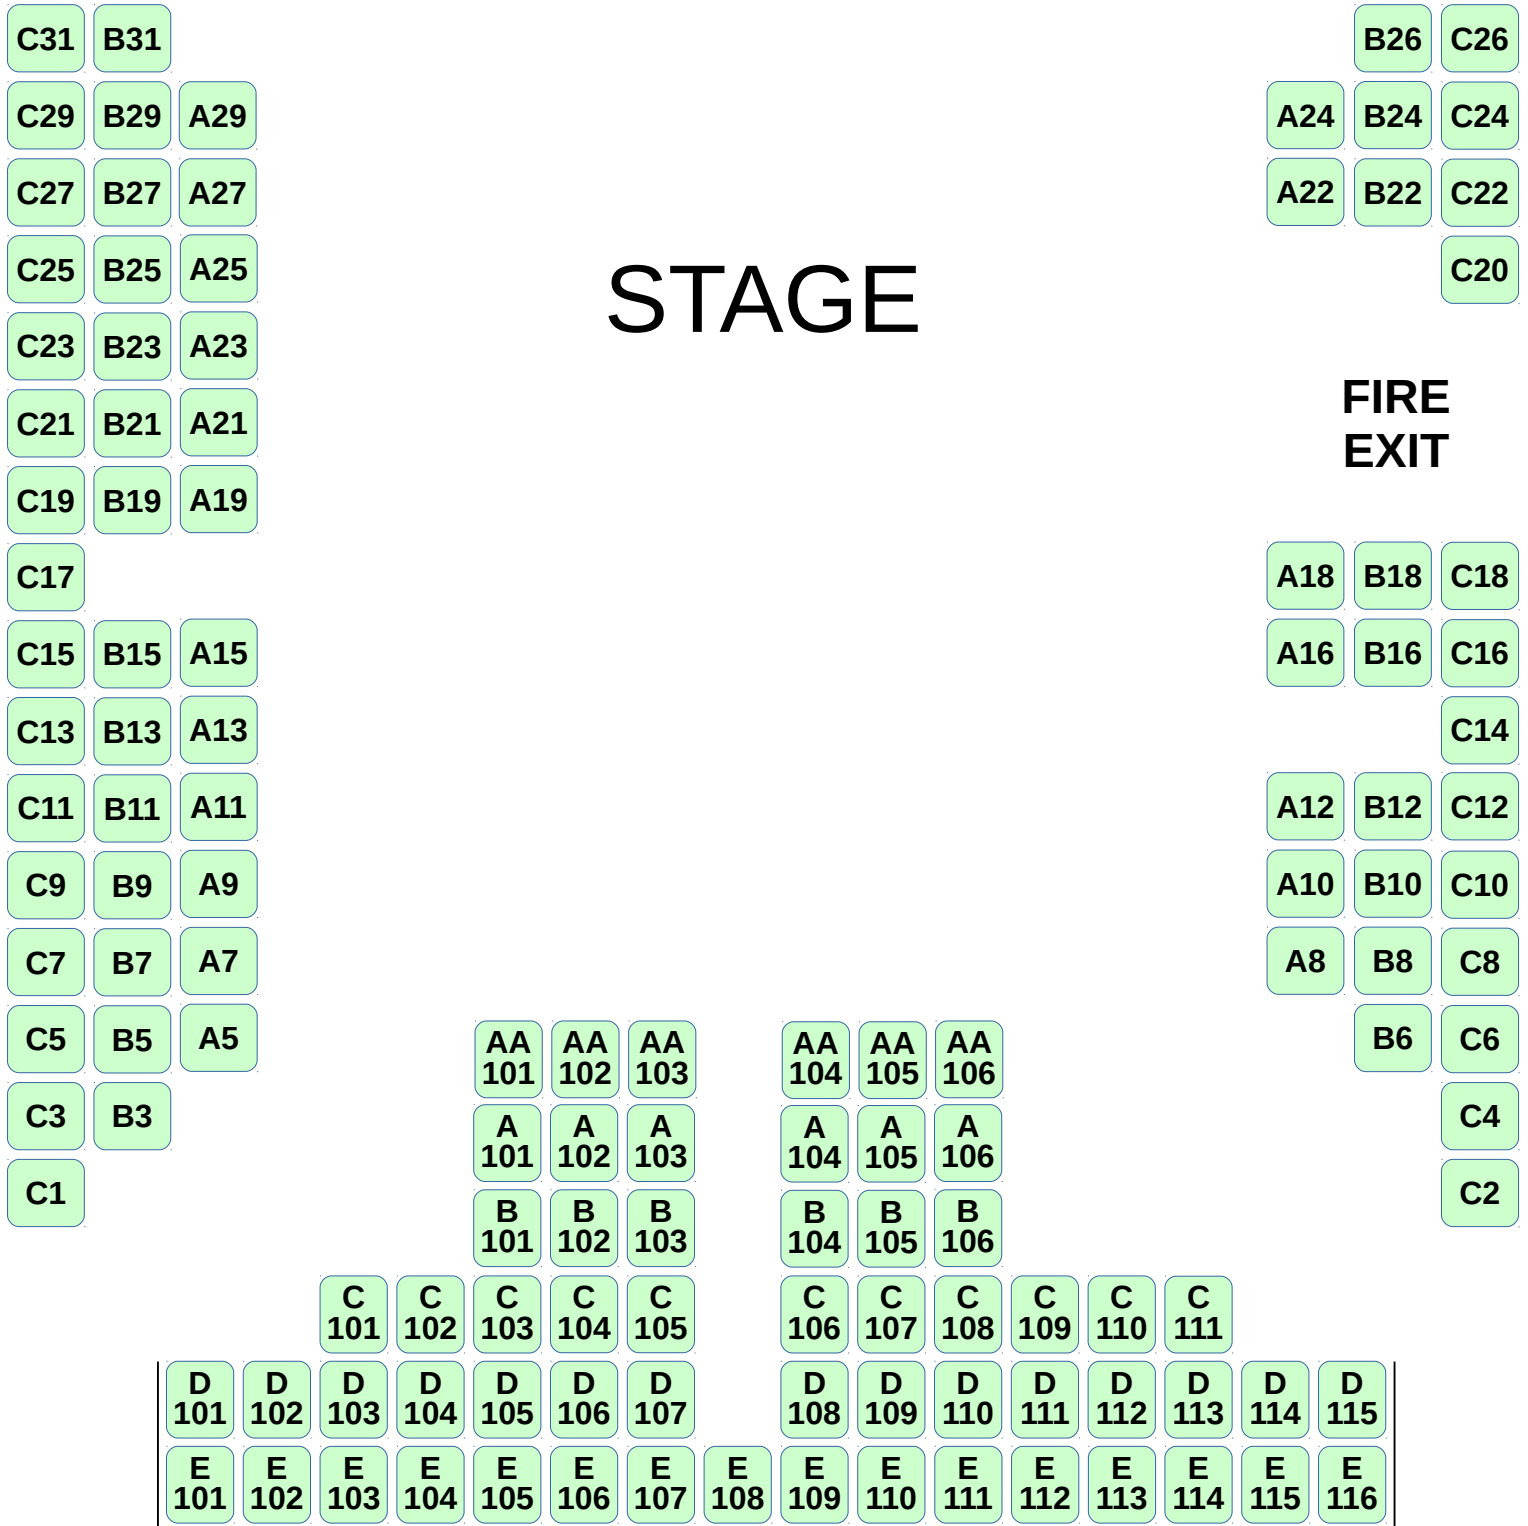 C31 B31 B26 C26
C29 B29 A29 A24 B24 C24
C27 B27 A27 A22 B22 C22
C25 B25 A25 C20
STAGE
C23 B23 A23
FIRE
EXIT
C21 B21 A21
C19 B19 A19
C17 A18 B18 C18
C15 B15 A15 A16 B16 C16
C13 B13 A13 C14
C11 B11 A11 A12 B12 C12
C9 B9 A9 A10 B10 C10
C7 B7 A7 A8 B8 C8
C5 B5 A5 B6 C6
AA AA AA AA AA AA
101 102 103 104 105 106
C3 B3 C4
A A A A A A
101 102 103 104 105 106
C1 C2
B B B B B B
101 102 103 104 105 106
C C C C C C C C C C C
101 102 103 104 105 106 107 108 109 110 111
D D D D D D D D D D D D D D D
101 102 103 104 105 106 107 108 109 110 111 112 113 114 115
E E E E E E E E E E E E E E E E
101 102 103 104 105 106 107 108 109 110 111 112 113 114 115 116